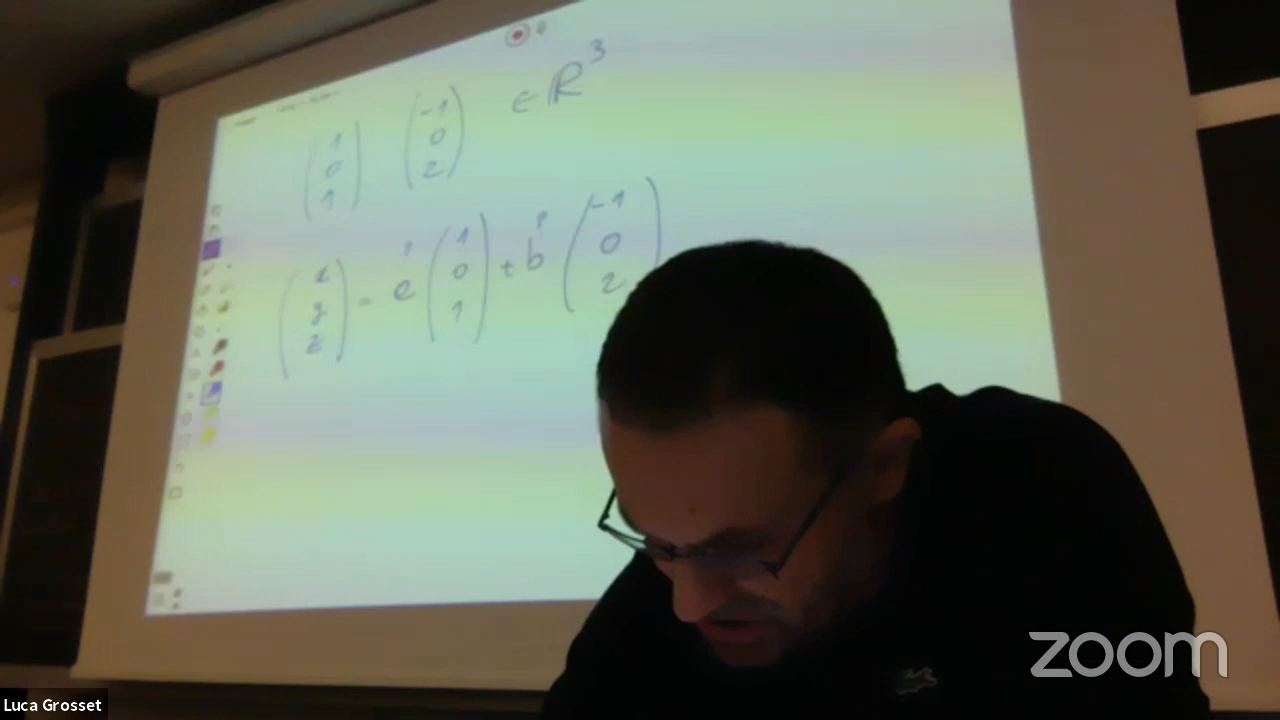 ( 1 0 1 ) ( -1 0 2 ) ∈ ℝ³
( x y z ) = a ? ( 1 0 1 ) + b ? ( -1 0 2 )
zoom
Luca Grosset